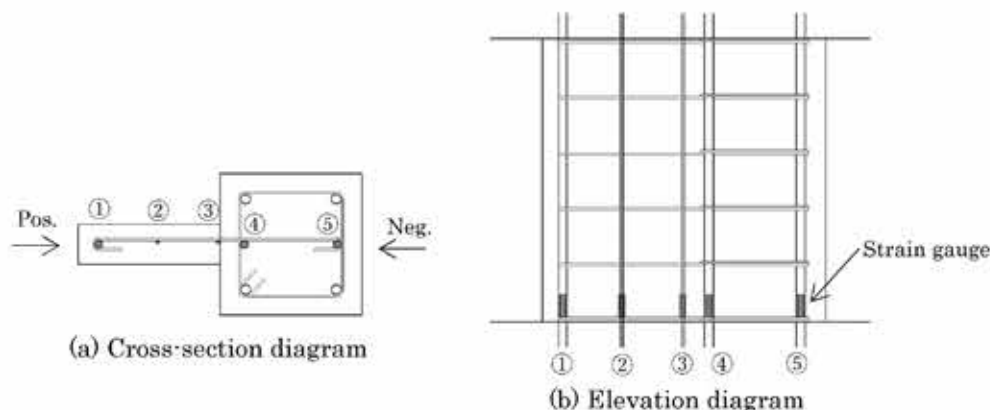 Pos.
①
②
③
④
⑤
Neg.
(a) Cross-section diagram
Strain gauge
① ② ③ ④ ⑤
(b) Elevation diagram